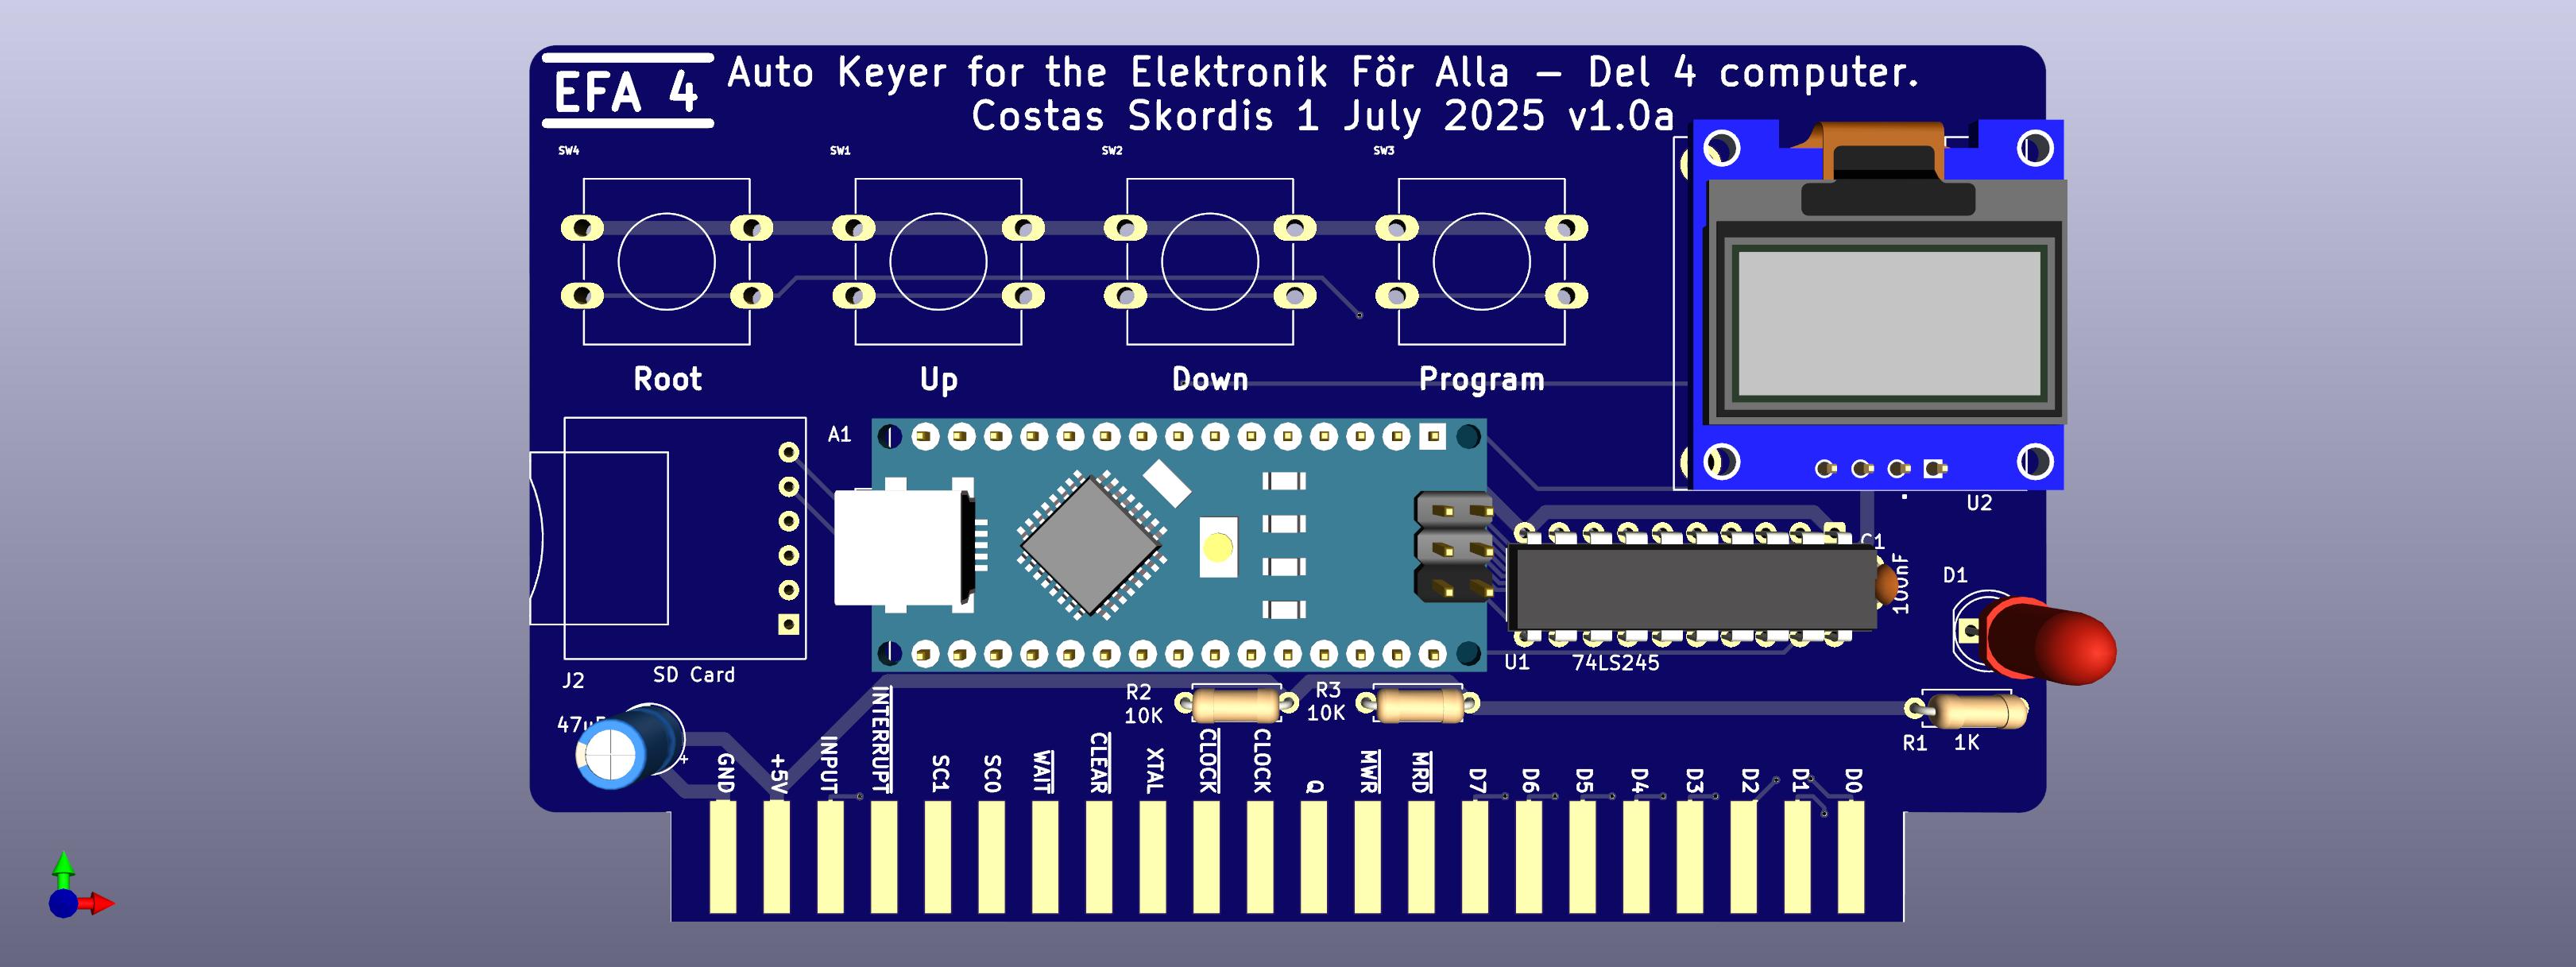 EFA 4
Auto Keyer for the Elektronik För Alla – Del 4 computer.
Costas Skordis 1 July 2025 v1.0a
SW4
SW1
SW2
SW3
Root
Up
Down
Program
A1
U2
C1
100nF
D1
U1
74LS245
SD Card
J2
47u
+
R2
10K
R3
10K
R1
1K
GND
+5V
INPUT
INTERRUPT
SC1
SC0
WAIT
CLEAR
XTAL
CLOCK
CLOCK
Q
MWR
MRD
D7
D6
D5
D4
D3
D2
D1
D0